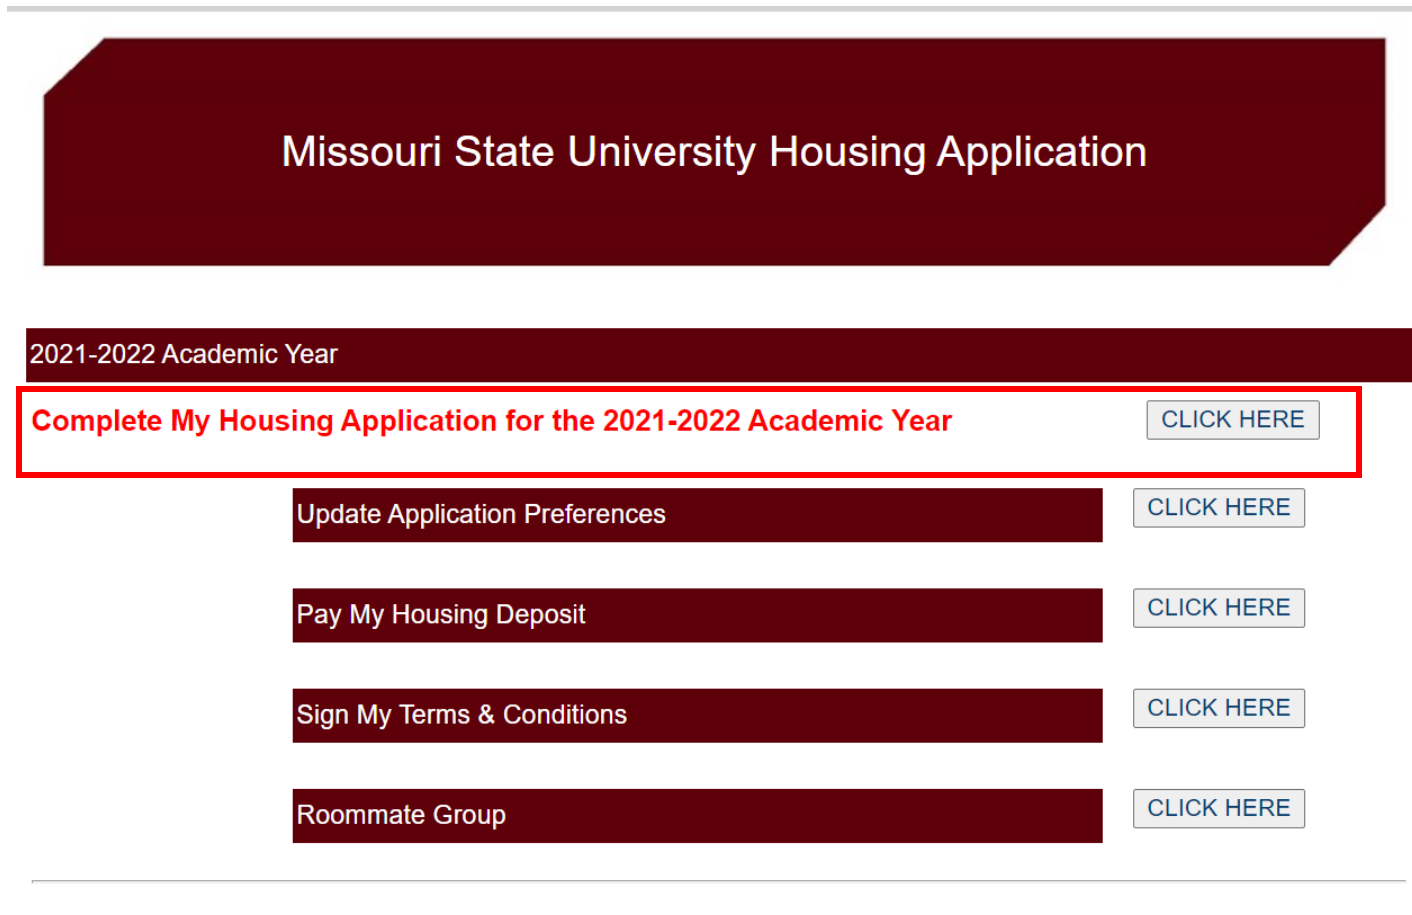 Missouri State University Housing Application
2021-2022 Academic Year
Complete My Housing Application for the 2021-2022 Academic Year CLICK HERE
Update Application Preferences CLICK HERE
Pay My Housing Deposit CLICK HERE
Sign My Terms & Conditions CLICK HERE
Roommate Group CLICK HERE